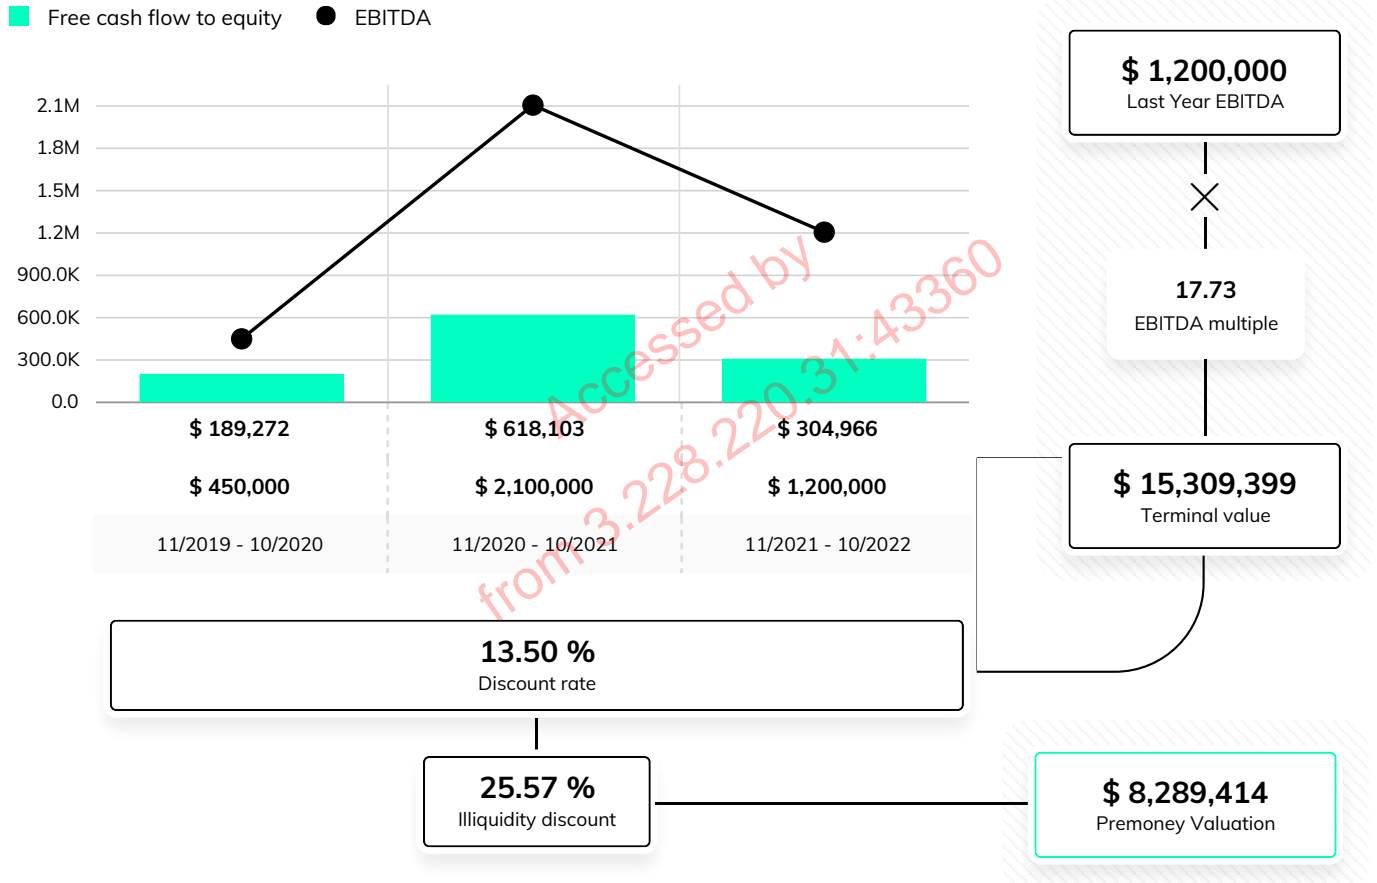 Free cash flow to equity EBITDA
2.1M
1.8M
1.5M
1.2M
900.0K
600.0K
300.0K
0.0
$ 189,272 $ 618,103 $ 304,966
$ 450,000 $ 2,100,000 $ 1,200,000
11/2019 - 10/2020 11/2020 - 10/2021 11/2021 - 10/2022
Accessed by
from 3.228.220.31:43360
$ 1,200,000
Last Year EBITDA
17.73
EBITDA multiple
$ 15,309,399
Terminal value
13.50 %
Discount rate
25.57 %
Illiquidity discount
$ 8,289,414
Premoney Valuation